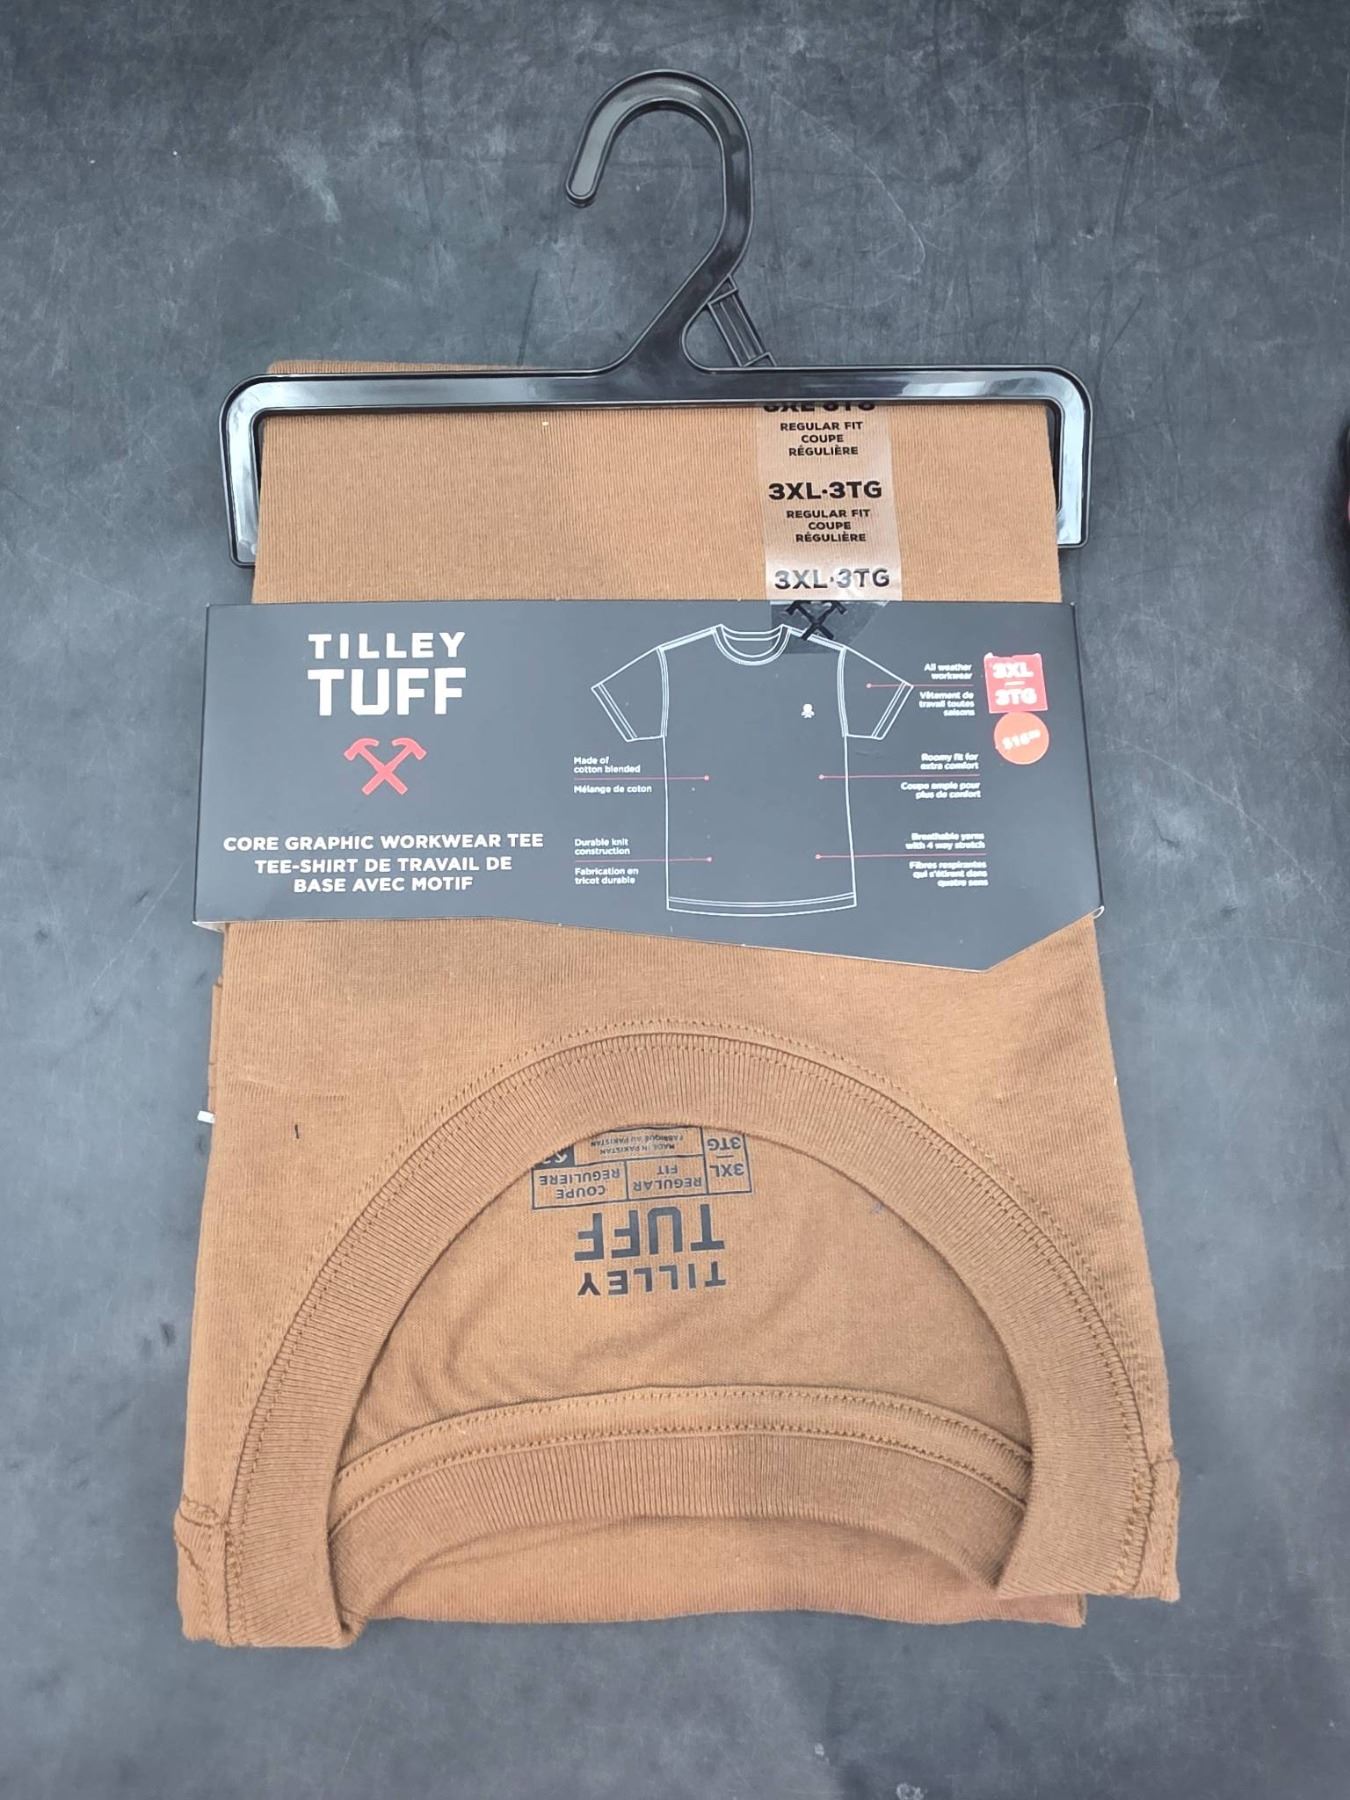 REGULAR FIT
COUPE
RÉGULIÈRE
3XL·3TG
REGULAR FIT
COUPE
RÉGULIÈRE
3XL·3TG
TILLEY
TUFF
CORE GRAPHIC WORKWEAR TEE
TEE-SHIRT DE TRAVAIL DE
BASE AVEC MOTIF
Made of
cotton blended
Mélange de coton
Durable knit
construction
Fabrication en
tricot durable
All weather
workwear
Vêtement de
travail toutes
saisons
Roomy fit for
extra comfort
Coupe ample pour
plus de confort
Breathable yarns
with 4 way stretch
Fibres respirantes
qui s'étirent dans
quatre sens
3XL
3TG
TILLEY
TUFF
3XL
3TG
REGULAR
FIT
COUPE
REGULIERE
MADE IN PAKISTAN
FABRIQUÉ AU PAKISTAN